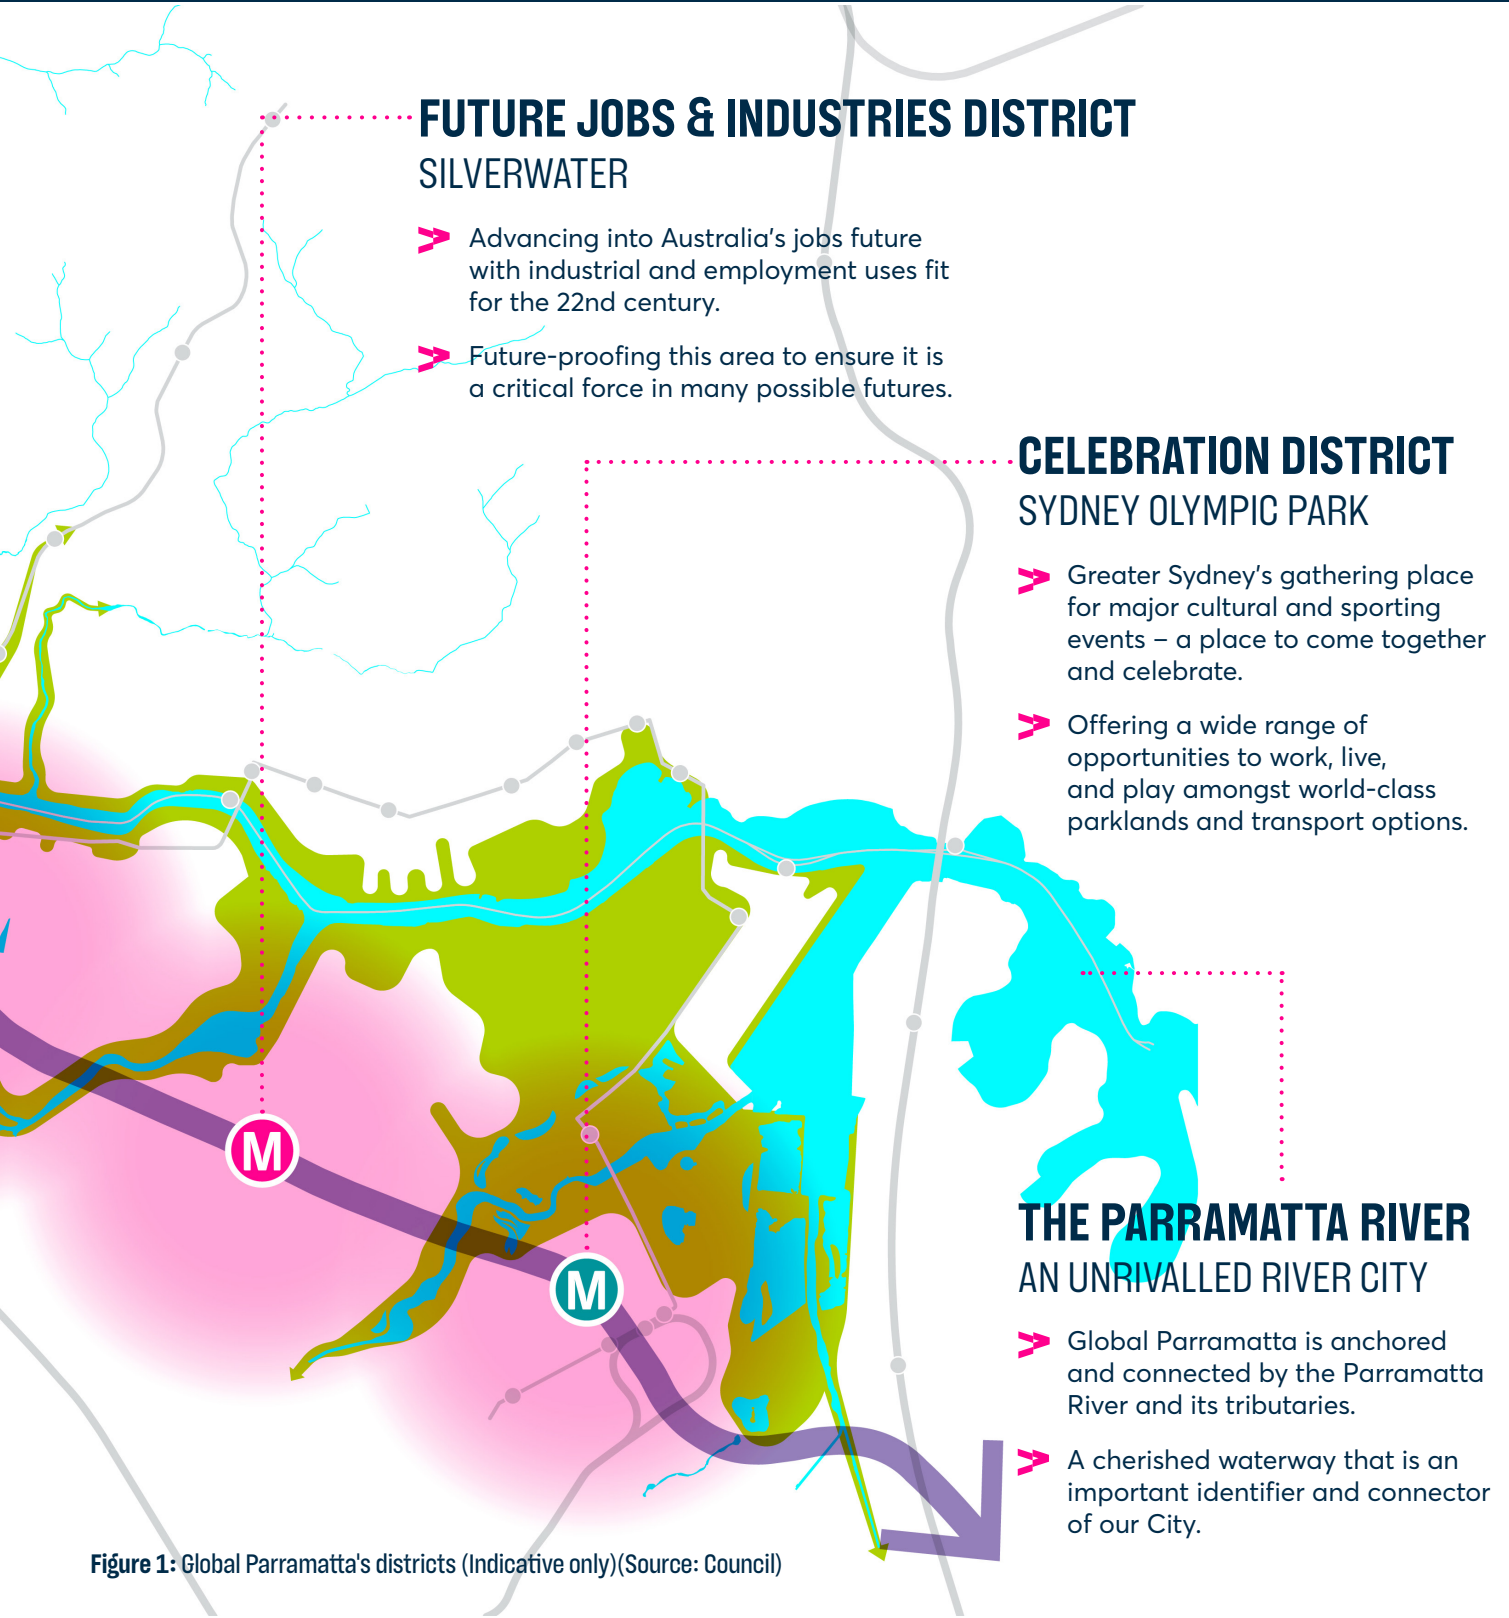 FUTURE JOBS & INDUSTRIES DISTRICT
SILVERWATER
Advancing into Australia's jobs future
with industrial and employment uses fit
for the 22nd century.
Future-proofing this area to ensure it is
a critical force in many possible futures.
CELEBRATION DISTRICT
SYDNEY OLYMPIC PARK
Greater Sydney's gathering place
for major cultural and sporting
events – a place to come together
and celebrate.
Offering a wide range of
opportunities to work, live,
and play amongst world-class
parklands and transport options.
M
M
THE PARRAMATTA RIVER
AN UNRIVALLED RIVER CITY
Global Parramatta is anchored
and connected by the Parramatta
River and its tributaries.
A cherished waterway that is an
important identifier and connector
of our City.
Figure 1: Global Parramatta's districts (Indicative only)(Source: Council)